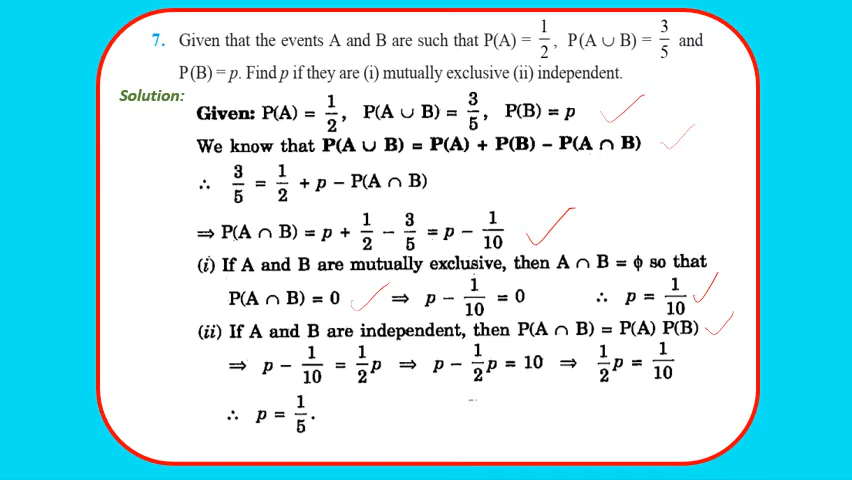 7. Given that the events A and B are such that P(A) = 1/2, P(A ∪ B) = 3/5 and
P(B) = p. Find p if they are (i) mutually exclusive (ii) independent.
Solution:
Given: P(A) = 1/2, P(A ∪ B) = 3/5, P(B) = p
We know that P(A ∪ B) = P(A) + P(B) – P(A ∩ B)
∴ 3/5 = 1/2 + p – P(A ∩ B)
⇒ P(A ∩ B) = p + 1/2 – 3/5 = p – 1/10
(i) If A and B are mutually exclusive, then A ∩ B = ϕ so that
P(A ∩ B) = 0 ⇒ p – 1/10 = 0 ∴ p = 1/10
(ii) If A and B are independent, then P(A ∩ B) = P(A) P(B)
⇒ p – 1/10 = 1/2 p ⇒ p – 1/2 p = 10 ⇒ 1/2 p = 1/10
∴ p = 1/5.